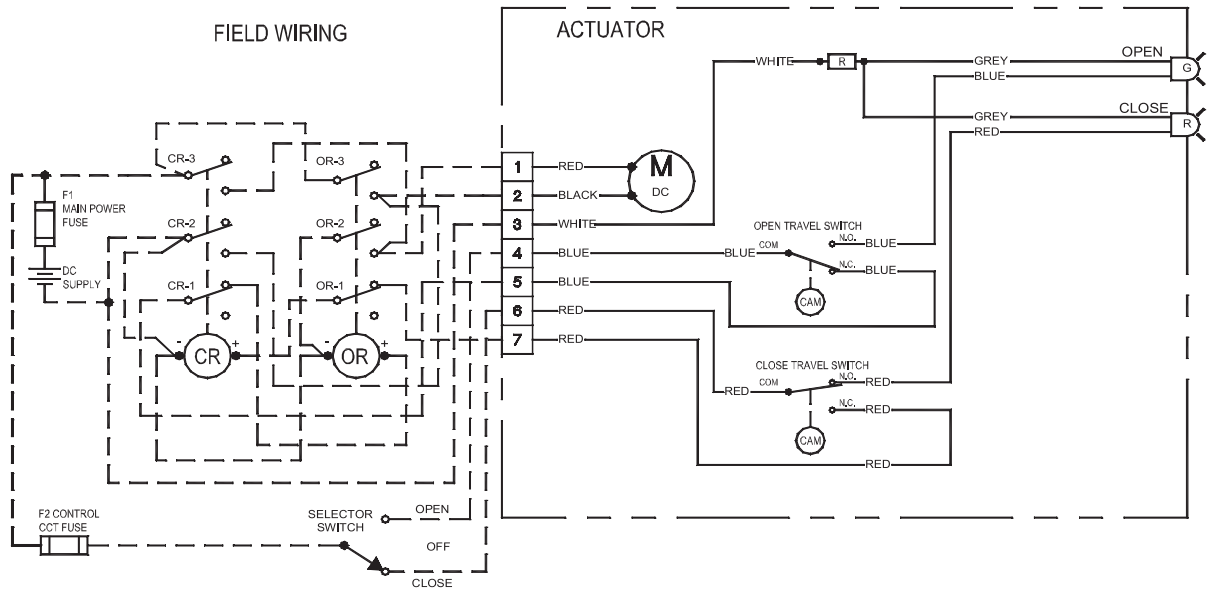 FIELD WIRING
ACTUATOR
WHITE
R
GREY
BLUE
OPEN
G
GREY
RED
CLOSE
R
CR-3
OR-3
F1
MAIN POWER
FUSE
CR-2
OR-2
DC
SUPPLY
CR-1
OR-1
- CR +
- OR +
1 RED
2 BLACK
3 WHITE
4 BLUE
5 BLUE
6 RED
7 RED
M
DC
OPEN TRAVEL SWITCH
BLUE
COM
N.O.
BLUE
N.C.
BLUE
CAM
CLOSE TRAVEL SWITCH
RED
COM
N.O.
RED
N.C.
RED
CAM
RED
F2 CONTROL
CCT FUSE
SELECTOR
SWITCH
OPEN
OFF
CLOSE